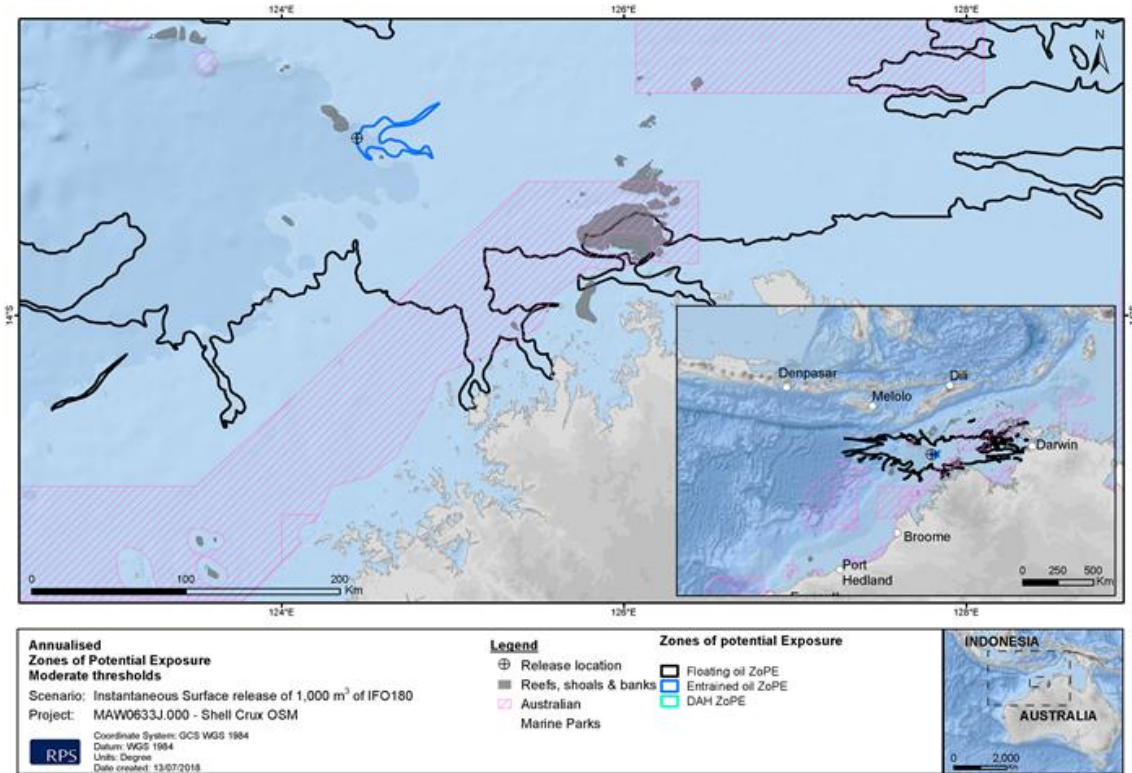 124°E
126°E
128°E
N
14°S
Denpasar
Dili
Melolo
Darwin
Broome
Port
Hedland
0 250 500
Km
0 100 200
Km
124°E
126°E
128°E
Annualised
Zones of Potential Exposure
Moderate thresholds
Scenario: Instantaneous Surface release of 1,000 m³ of IFO180
Project: MAW0633J.000 - Shell Crux OSM
RPS
Coordinate System: GCS WGS 1984
Datum: WGS 1984
Units: Degree
Date created: 13/07/2018
Legend
Release location
Reefs, shoals & banks
Australian
Marine Parks
Zones of potential Exposure
Floating oil ZoPE
Entrained oil ZoPE
DAH ZoPE
INDONESIA
AUSTRALIA
0 2,000
Km